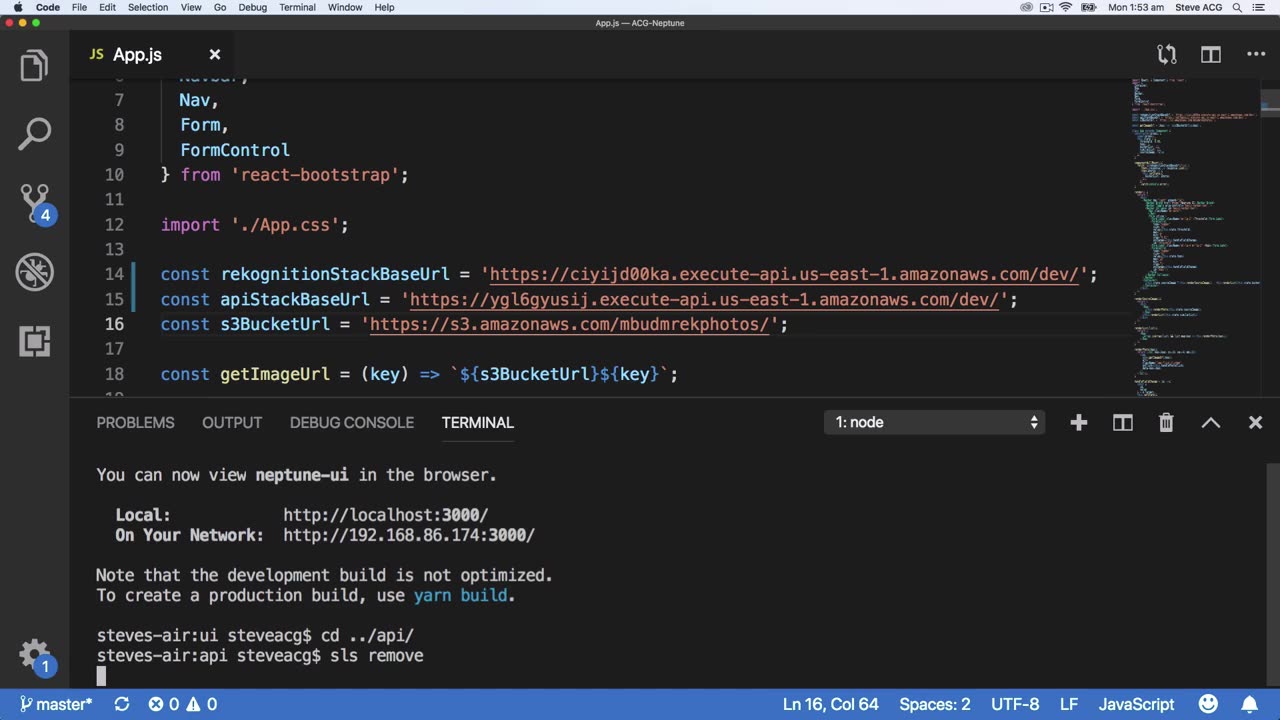 Code File Edit Selection View Go Debug Terminal Window Help Mon 1:53 am Steve ACG
App.js — ACG-Neptune
JS App.js
Navbar,
7 Nav,
8 Form,
9 FormControl
10 } from 'react-bootstrap';
11
12 import './App.css';
13
14 const rekognitionStackBaseUrl = 'https://ciyijd00ka.execute-api.us-east-1.amazonaws.com/dev/';
15 const apiStackBaseUrl = 'https://ygl6gyusij.execute-api.us-east-1.amazonaws.com/dev/';
16 const s3BucketUrl = 'https://s3.amazonaws.com/mbudmrekphotos/';
17
18 const getImageUrl = (key) => `${s3BucketUrl}${key}`;
4
1
PROBLEMS OUTPUT DEBUG CONSOLE TERMINAL 1: node
You can now view neptune-ui in the browser.
Local: http://localhost:3000/
On Your Network: http://192.168.86.174:3000/
Note that the development build is not optimized.
To create a production build, use yarn build.
steves-air:ui steveacg$ cd ../api/
steves-air:api steveacg$ sls remove
master* 0 0 Ln 16, Col 64 Spaces: 2 UTF-8 LF JavaScript